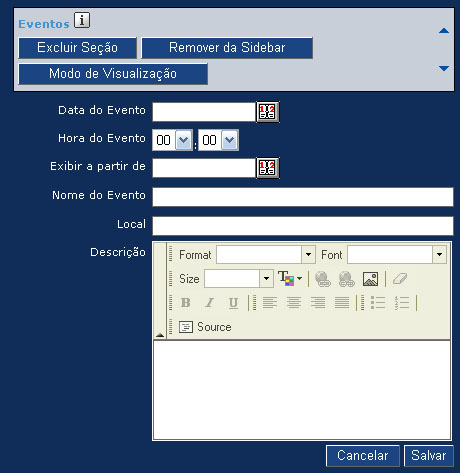 Eventos i
Excluir Seção Remover da Sidebar
Modo de Visualização
Data do Evento
Hora do Evento 00 : 00
Exibir a partir de
Nome do Evento
Local
Descrição Format Font
Size
B I U
Source
Cancelar Salvar